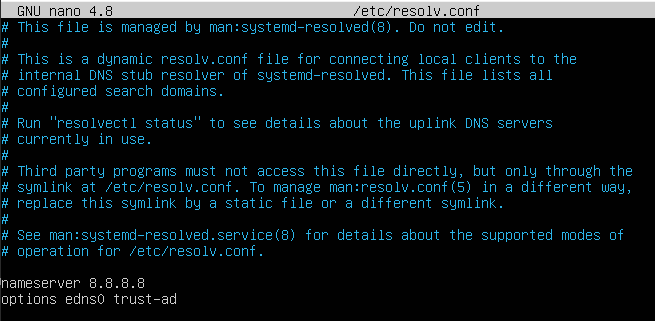 GNU nano 4.8 /etc/resolv.conf
# This file is managed by man:systemd-resolved(8). Do not edit.
#
# This is a dynamic resolv.conf file for connecting local clients to the
# internal DNS stub resolver of systemd-resolved. This file lists all
# configured search domains.
#
# Run "resolvectl status" to see details about the uplink DNS servers
# currently in use.
#
# Third party programs must not access this file directly, but only through the
# symlink at /etc/resolv.conf. To manage man:resolv.conf(5) in a different way,
# replace this symlink by a static file or a different symlink.
#
# See man:systemd-resolved.service(8) for details about the supported modes of
# operation for /etc/resolv.conf.
nameserver 8.8.8.8
options edns0 trust-ad